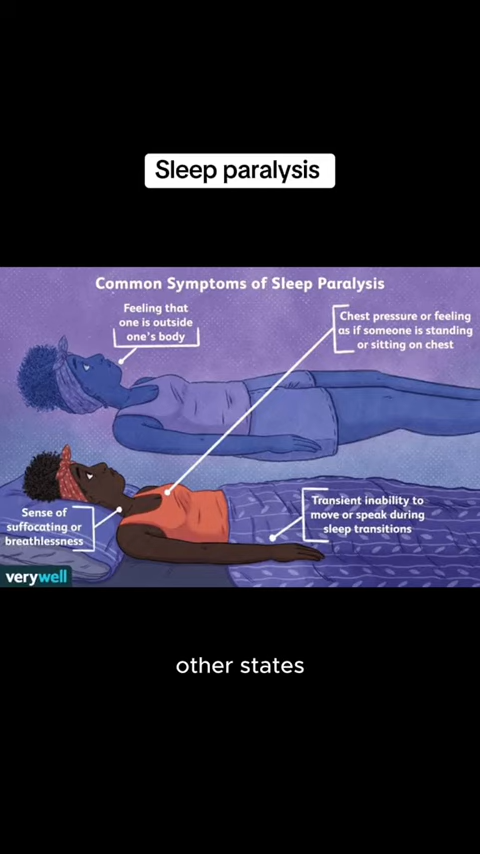 Sleep paralysis
Common Symptoms of Sleep Paralysis
Feeling that
one is outside
one's body
Chest pressure or feeling
as if someone is standing
or sitting on chest
Sense of
suffocating or
breathlessness
Transient inability to
move or speak during
sleep transitions
verywell
other states